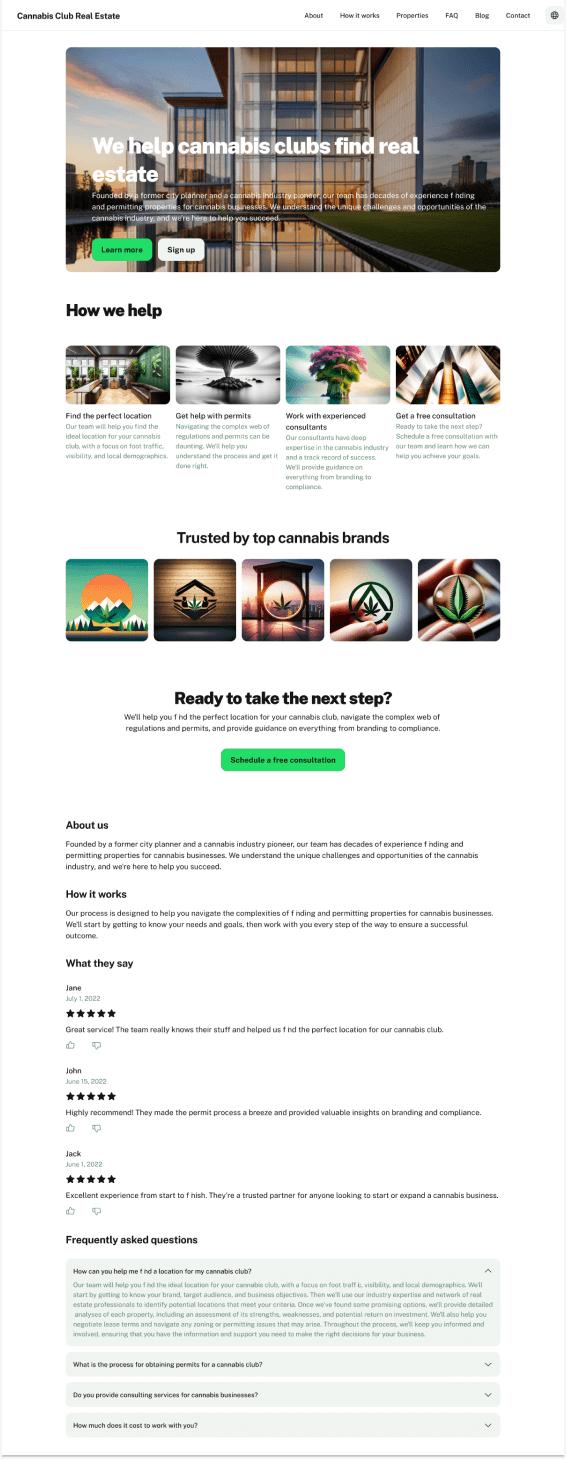 Cannabis Club Real Estate
About How it works Properties FAQ Blog Contact
We help cannabis clubs find real
estate
Founded by a former city planner and a cannabis industry pioneer, our team has decades of experience f nding
and permitting properties for cannabis businesses. We understand the unique challenges and opportunities of the
cannabis industry, and we're here to help you succeed.
Learn more
Sign up
How we help
Find the perfect location
Our team will help you find the
ideal location for your cannabis
club, with a focus on foot traffic,
visibility, and local demographics.
Get help with permits
Navigating the complex web of
regulations and permits can be
daunting. We'll help you
understand the process and get it
done right.
Work with experienced
consultants
Our consultants have deep
expertise in the cannabis industry
and a track record of success.
We'll provide guidance on
everything from branding to
compliance.
Get a free consultation
Ready to take the next step?
Schedule a free consultation with
our team and learn how we can
help you achieve your goals.
Trusted by top cannabis brands
Ready to take the next step?
We'll help you f nd the perfect location for your cannabis club, navigate the complex web of
regulations and permits, and provide guidance on everything from branding to compliance.
Schedule a free consultation
About us
Founded by a former city planner and a cannabis industry pioneer, our team has decades of experience f nding and
permitting properties for cannabis businesses. We understand the unique challenges and opportunities of the cannabis
industry, and we're here to help you succeed.
How it works
Our process is designed to help you navigate the complexities of f nding and permitting properties for cannabis businesses.
We'll start by getting to know your needs and goals, then work with you every step of the way to ensure a successful
outcome.
What they say
Jane
July 1, 2022
Great service! The team really knows their stuff and helped us f nd the perfect location for our cannabis club.
John
June 15, 2022
Highly recommend! They made the permit process a breeze and provided valuable insights on branding and compliance.
Jack
June 1, 2022
Excellent experience from start to f nish. They're a trusted partner for anyone looking to start or expand a cannabis business.
Frequently asked questions
How can you help me f nd a location for my cannabis club?
Our team will help you f nd the ideal location for your cannabis club, with a focus on foot traff c, visibility, and local demographics. We'll
start by getting to know your brand, target audience, and business objectives. Then we'll use our industry expertise and network of real
estate professionals to identify potential locations that meet your criteria. Once we've found some promising options, we'll provide detailed
analyses of each property, including an assessment of its strengths, weaknesses, and potential return on investment. We'll also help you
negotiate lease terms and navigate any zoning or permitting issues that may arise. Throughout the process, we'll keep you informed and
involved, ensuring that you have the information and support you need to make the right decisions for your business.
What is the process for obtaining permits for a cannabis club?
Do you provide consulting services for cannabis businesses?
How much does it cost to work with you?